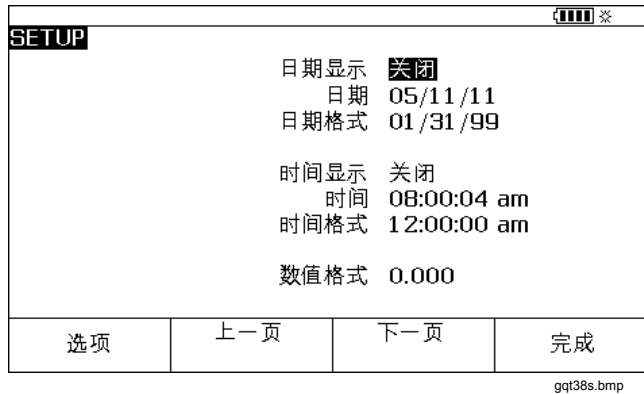 SETUP
日期显示 关闭
日期 05/11/11
日期格式 01/31/99
时间显示 关闭
时间 08:00:04 am
时间格式 12:00:00 am
数值格式 0.000
选项 上一页 下一页 完成
gqt38s.bmp